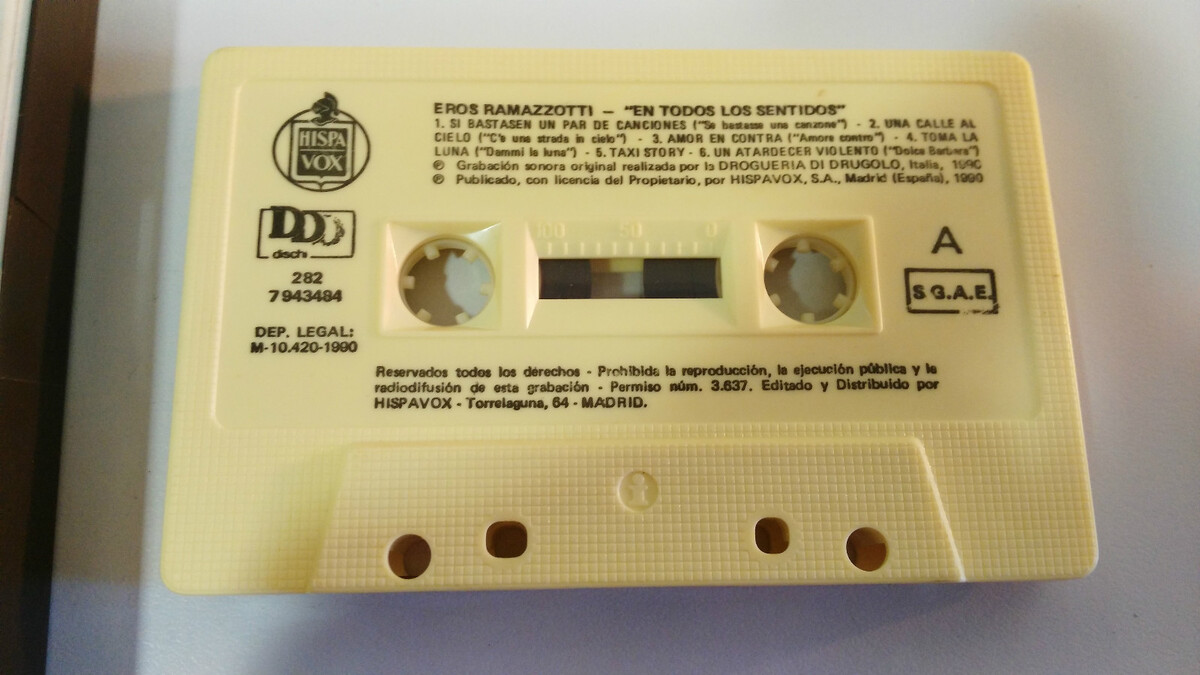 EROS RAMAZZOTTI — "EN TODOS LOS SENTIDOS"
1. SI BASTASEN UN PAR DE CANCIONES ("Se bastasse una canzone") - 2. UNA CALLE AL
CIELO ("C'e una strada in cielo") - 3. AMOR EN CONTRA ("Amore contro") - 4. TOMA LA
LUNA ("Dammi la luna") - 5. TAXI STORY - 6. UN ATARDECER VIOLENTO ("Dolce Barbara")
Ⓟ Grabación sonora original realizada por la DROGUERIA DI DRUGOLO, Italia, 1990
Ⓟ Publicado, con licencia del Propietario, por HISPAVOX, S.A., Madrid (España), 1990
HISPA
VOX
DDD
dischi
282
7943484
DEP. LEGAL:
M-10.420-1990
100 50 0
A
S.G.A.E.
Reservados todos los derechos - Prohibida la reproducción, la ejecución pública y la
radiodifusión de esta grabación - Permiso núm. 3.637. Editado y Distribuido por
HISPAVOX - Torrelaguna, 64 - MADRID.